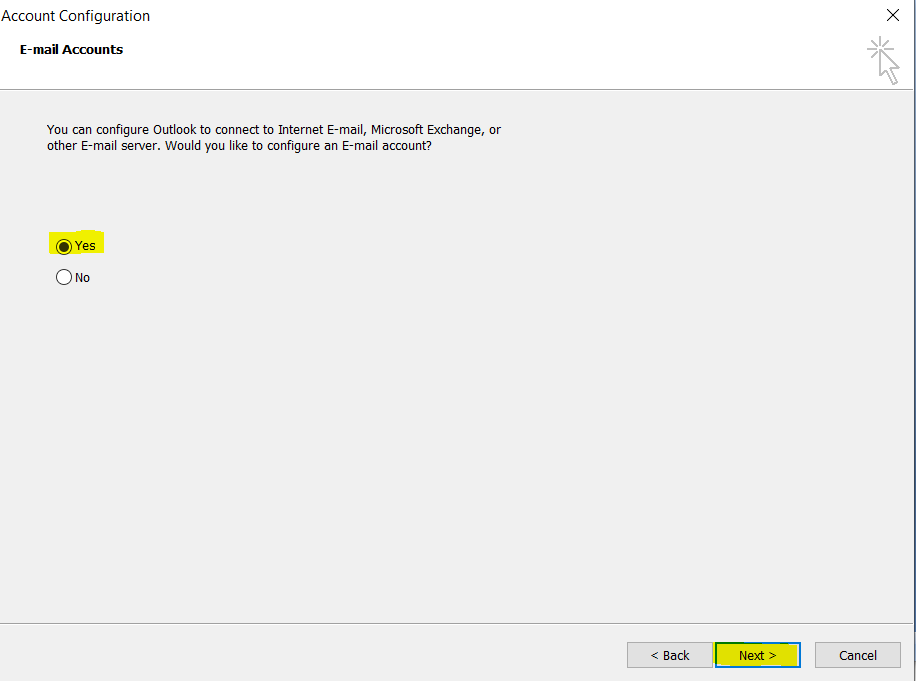 Account Configuration
E-mail Accounts
You can configure Outlook to connect to Internet E-mail, Microsoft Exchange, or
other E-mail server. Would you like to configure an E-mail account?
Yes
No
< Back Next > Cancel